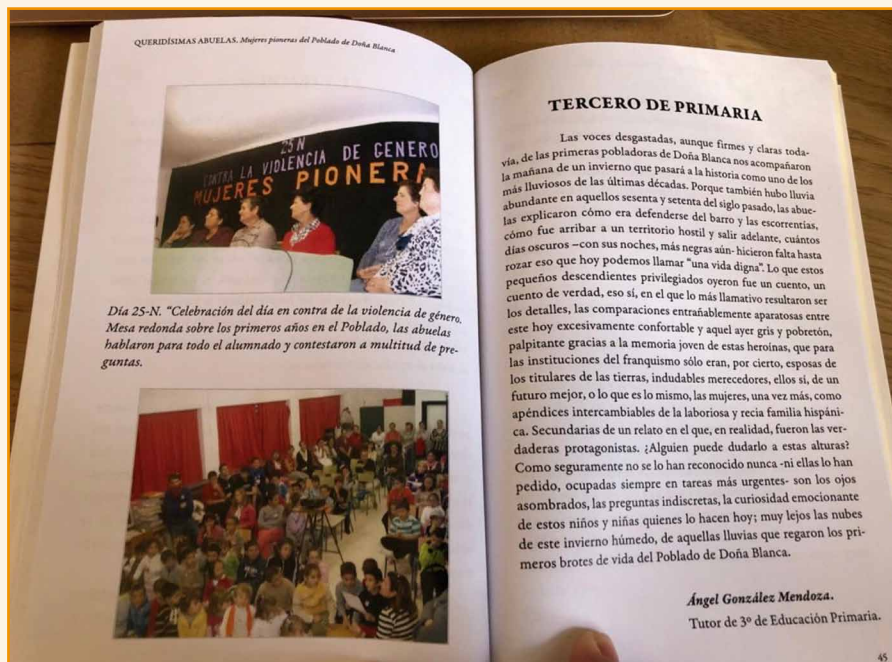 QUERIDÍSIMAS ABUELAS. Mujeres pioneras del Poblado de Doña Blanca
25 N
CONTRA LA VIOLENCIA DE GENERO
MUJERES PIONERA
Día 25-N. “Celebración del día en contra de la violencia de género.
Mesa redonda sobre los primeros años en el Poblado, las abuelas
hablaron para todo el alumnado y contestaron a multitud de pre-
guntas.
TERCERO DE PRIMARIA
Las voces desgastadas, aunque firmes y claras toda-
vía, de las primeras pobladoras de Doña Blanca nos acompañaron
la mañana de un invierno que pasará a la historia como uno de los
más lluviosos de las últimas décadas. Porque también hubo lluvia
abundante en aquellos sesenta y setenta del siglo pasado, las abue-
las explicaron cómo era defenderse del barro y las escorrentías,
cómo fue arribar a un territorio hostil y salir adelante, cuántos
días oscuros –con sus noches, más negras aún- hicieron falta hasta
rozar eso que hoy podemos llamar “una vida digna”. Lo que estos
pequeños descendientes privilegiados oyeron fue un cuento, un
cuento de verdad, eso sí, en el que lo más llamativo resultaron ser
los detalles, las comparaciones entrañablemente aparatosas entre
este hoy excesivamente confortable y aquel ayer gris y pobretón,
palpitante gracias a la memoria joven de estas heroínas, que para
las instituciones del franquismo sólo eran, por cierto, esposas de
los titulares de las tierras, indudables merecedores, ellos sí, de un
futuro mejor, o lo que es lo mismo, las mujeres, una vez más, como
apéndices intercambiables de la laboriosa y recia familia hispáni-
ca. Secundarias de un relato en el que, en realidad, fueron las ver-
daderas protagonistas. ¿Alguien puede dudarlo a estas alturas?
Como seguramente no se lo han reconocido nunca -ni ellas lo han
pedido, ocupadas siempre en tareas más urgentes- son los ojos
asombrados, las preguntas indiscretas, la curiosidad emocionante
de estos niños y niñas quienes lo hacen hoy; muy lejos las nubes
de este invierno húmedo, de aquellas lluvias que regaron los pri-
meros brotes de vida del Poblado de Doña Blanca.
Ángel González Mendoza.
Tutor de 3º de Educación Primaria.
45